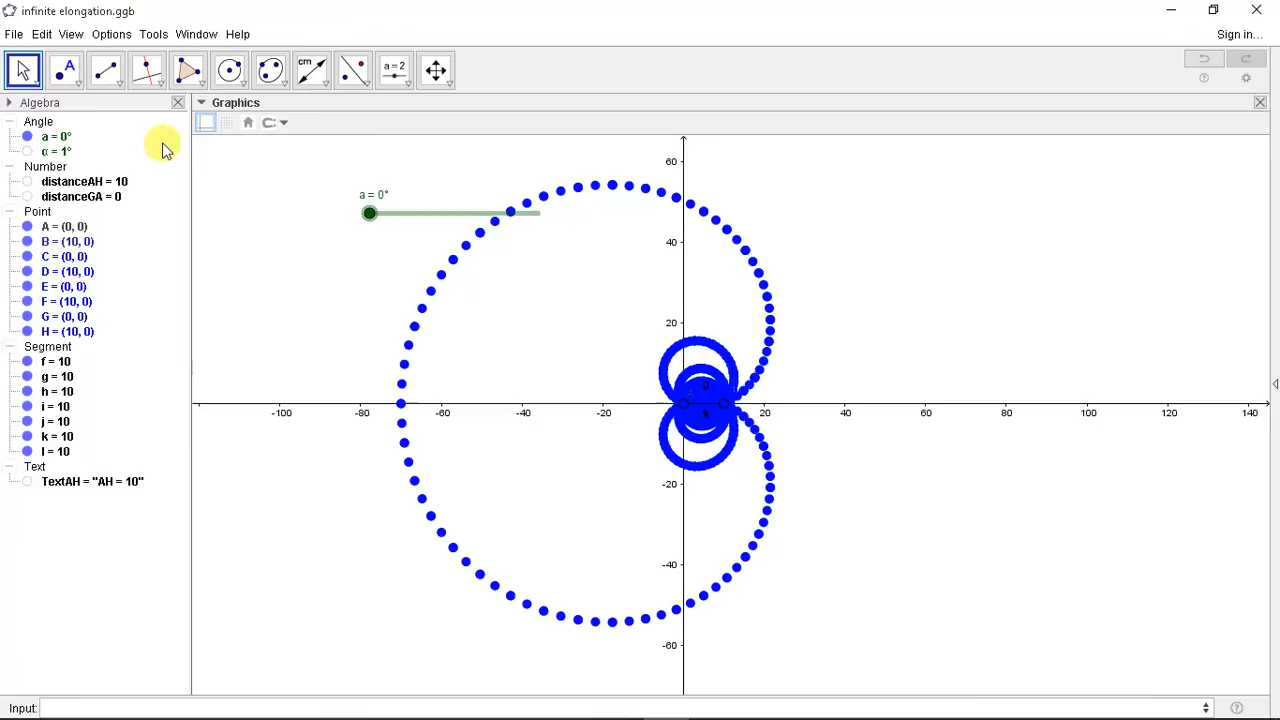 infinite elongation.ggb
File Edit View Options Tools Window Help
Sign in...
A
cm
a = 2
Algebra
Graphics
Angle
a = 0°
α = 1°
Number
distanceAH = 10
distanceGA = 0
Point
A = (0, 0)
B = (10, 0)
C = (0, 0)
D = (10, 0)
E = (0, 0)
F = (10, 0)
G = (0, 0)
H = (10, 0)
Segment
f = 10
g = 10
h = 10
i = 10
j = 10
k = 10
l = 10
Text
TextAH = "AH = 10"
a = 0°
60
40
20
-100 -80 -60 -40 -20 20 40 60 80 100 120 140
-20
-40
-60
Input: